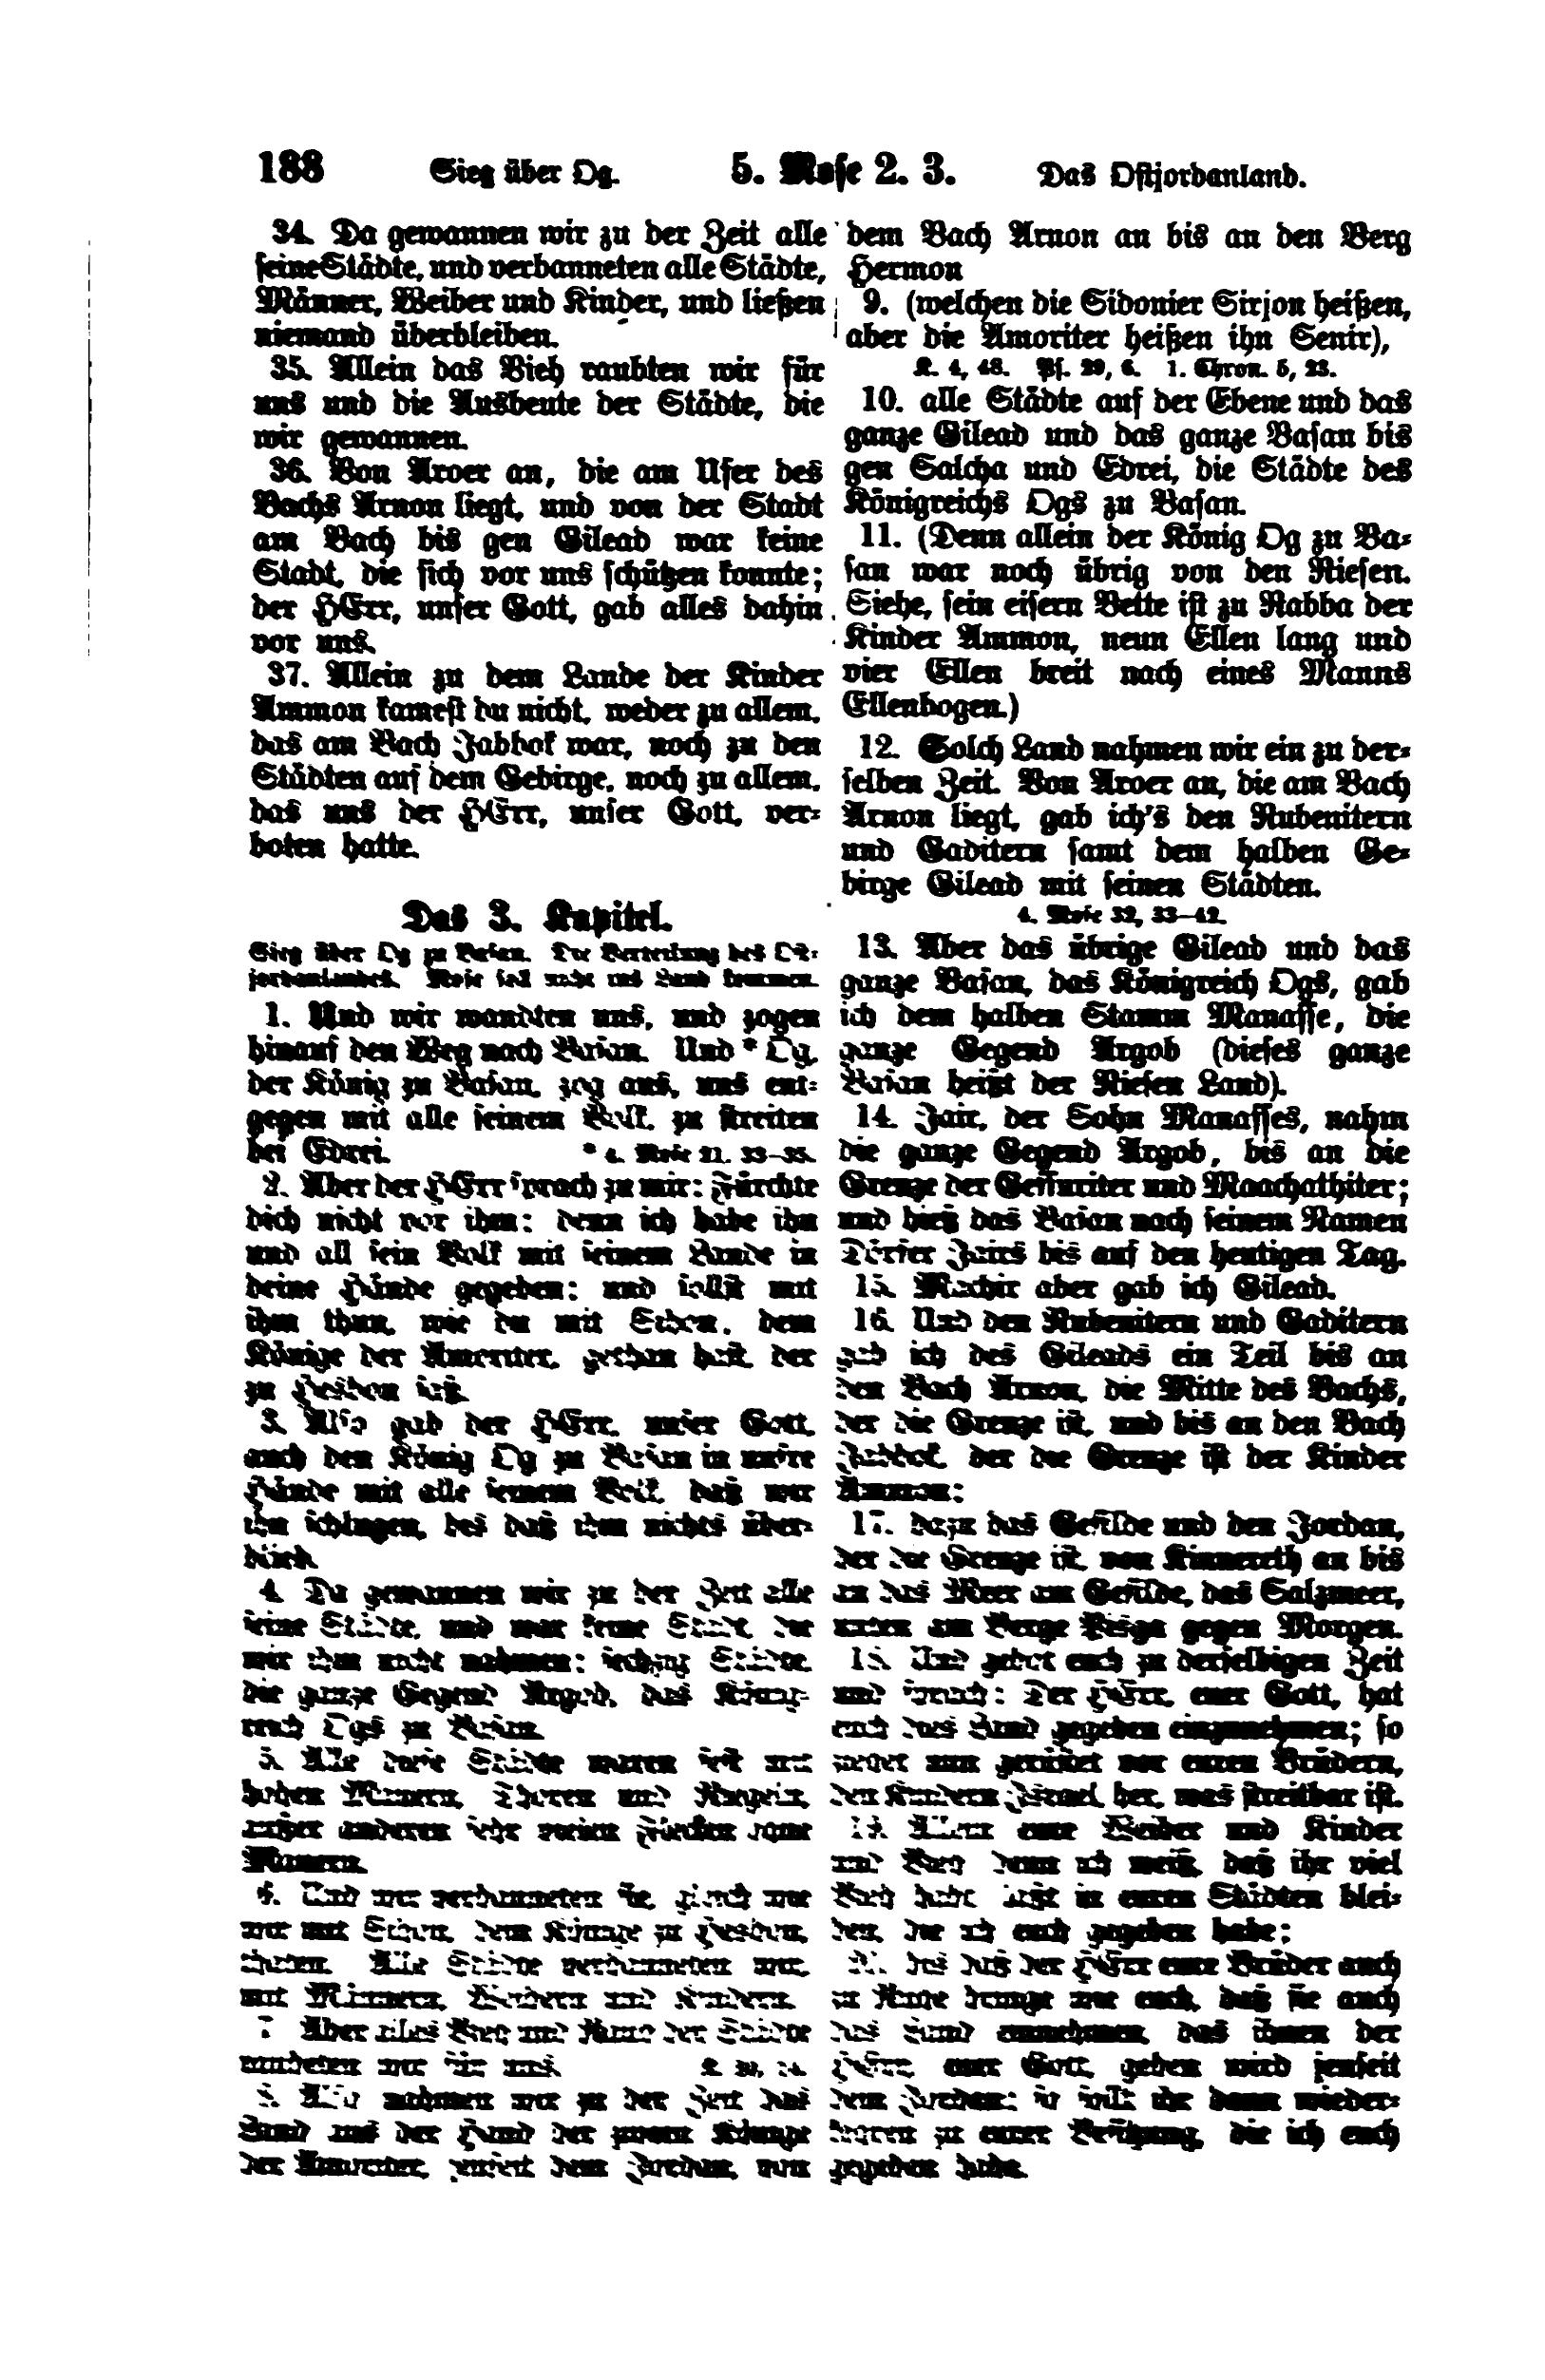 188 Sieg über Og. 5. Mose 2. 3. Das Ostjordanland.
34. Da gewannen wir zu der Zeit alle
seine Städte, und verbanneten alle Städte,
Männer, Weiber und Kinder, und ließen
niemand überbleiben.
35. Allein das Vieh raubten wir für
uns und die Ausbeute der Städte, die
wir gewannen.
36. Von Aroer an, die am Ufer des
Bachs Arnon liegt, und von der Stadt
am Bach bis gen Gilead war keine
Stadt, die sich vor uns schützen konnte;
der HErr, unser Gott, gab alles dahin
vor uns.
37. Allein zu dem Lande der Kinder
Ammon kamest du nicht, weder zu allem,
das am Bach Jabbok war, noch zu den
Städten auf dem Gebirge, noch zu allem,
das uns der HErr, unser Gott, ver-
boten hatte.
Das 3. Kapitel.
Sieg über Og zu Basan. Die Verteilung des Ost-
jordanlandes. Mose soll nicht ins Land kommen.
1. Und wir wandten uns, und zogen
hinauf den Weg nach Basan. Und * Og,
der König zu Basan, zog aus, uns ent-
gegen mit alle seinem Volk, zu streiten
bei Edrei. * 4. Mose 21, 33–35.
2. Aber der HErr sprach zu mir: Fürchte
dich nicht vor ihm; denn ich habe ihn
und all sein Volk mit seinem Lande in
deine Hände gegeben; und sollst mit
ihm thun, wie du mit Sihon, dem
Könige der Amoriter, gethan hast, der
zu Hesbon saß.
3. Also gab der HErr, unser Gott,
auch den König Og zu Basan in unsre
Hände mit alle seinem Volk, daß wir
ihn schlugen, bis daß ihm nichts über-
blieb.
4. Da gewannen wir zu der Zeit alle
seine Städte, und war keine Stadt, die
wir ihm nicht nahmen: sechzig Städte,
die ganze Gegend Argob, das König-
reich Ogs zu Basan.
5. Alle diese Städte waren fest mit
hohen Mauern, Thoren und Riegeln,
außer anderen sehr vielen Flecken ohne
Mauern.
6. Und wir verbanneten sie, gleich wie
wir mit Sihon, dem Könige zu Hesbon,
thaten. Alle Städte verbanneten wir,
mit Männern, Weibern und Kindern.
7. Aber alles Vieh und Raub der Städte
raubeten wir für uns.
8. Also nahmen wir zu der Zeit das
Land aus der Hand der zween Könige
der Amoriter, jenseit dem Jordan, von
dem Bach Arnon an bis an den Berg
Hermon
9. (welchen die Sidonier Sirjon heißen,
aber die Amoriter heißen ihn Senir),
K. 4, 48. Ps. 29, 6. 1. Chron. 5, 23.
10. alle Städte auf der Ebene und das
ganze Gilead und das ganze Basan bis
gen Salcha und Edrei, die Städte des
Königreichs Ogs zu Basan.
11. (Denn allein der König Og zu Ba-
san war noch übrig von den Riesen.
Siehe, sein eisern Bette ist zu Rabba der
Kinder Ammon, neun Ellen lang und
vier Ellen breit nach eines Manns
Ellenbogen.)
12. Solch Land nahmen wir ein zu der-
selben Zeit. Von Aroer an, die am Bach
Arnon liegt, gab ich's den Rubenitern
und Gaditern samt dem halben Ge-
birge Gilead mit seinen Städten.
4. Mose 32, 33–42.
13. Aber das übrige Gilead und das
ganze Basan, das Königreich Ogs, gab
ich dem halben Stamm Manasse, die
ganze Gegend Argob (dieses ganze
Basan heißt der Riesen Land).
14. Jair, der Sohn Manasses, nahm
die ganze Gegend Argob, bis an die
Grenze der Gessuriter und Maachathiter;
und hieß das Basan nach seinem Namen
Dörfer Jairs bis auf den heutigen Tag.
15. Machir aber gab ich Gilead.
16. Und den Rubenitern und Gaditern
gab ich des Gileads ein Teil bis an
den Bach Arnon, die Mitte des Bachs,
der die Grenze ist, und bis an den Bach
Jabbok, der die Grenze ist der Kinder
Ammon;
17. dazu das Gefilde und den Jordan,
der die Grenze ist, von Kinnereth an bis
an das Meer am Gefilde, das Salzmeer,
unten am Berge Pisga gegen Morgen.
18. Und gebot euch zu derselbigen Zeit
und sprach: Der HErr, euer Gott, hat
euch dies Land gegeben einzunehmen; so
ziehet nun gerüstet vor euren Brüdern,
den Kindern Israel, her, was streitbar ist.
19. Allein eure Weiber und Kinder
und Vieh (denn ich weiß, daß ihr viel
Vieh habt) laßt in euren Städten blei-
ben, die ich euch gegeben habe;
20. bis daß der HErr eure Brüder auch
zu Ruhe bringe wie euch, daß sie auch
das Land einnehmen, das ihnen der
HErr, euer Gott, geben wird jenseit
dem Jordan; so sollt ihr dann wieder-
kehren zu eurer Besitzung, die ich euch
gegeben habe.